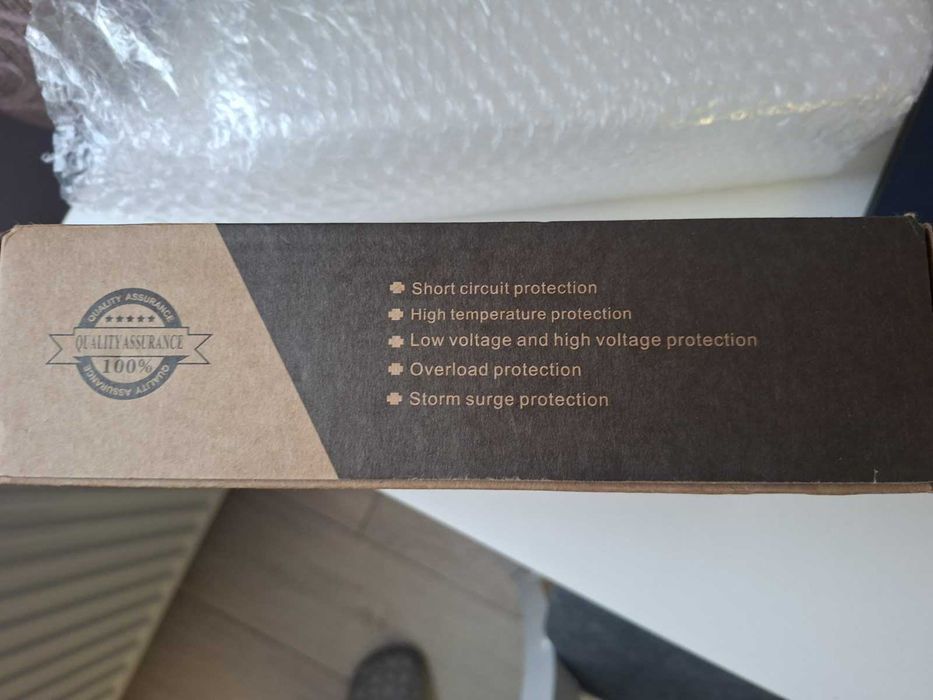 QUALITY ASSURANCE
QUALITY ASSURANCE
100%
QUALITY ASSURANCE
Short circuit protection
High temperature protection
Low voltage and high voltage protection
Overload protection
Storm surge protection